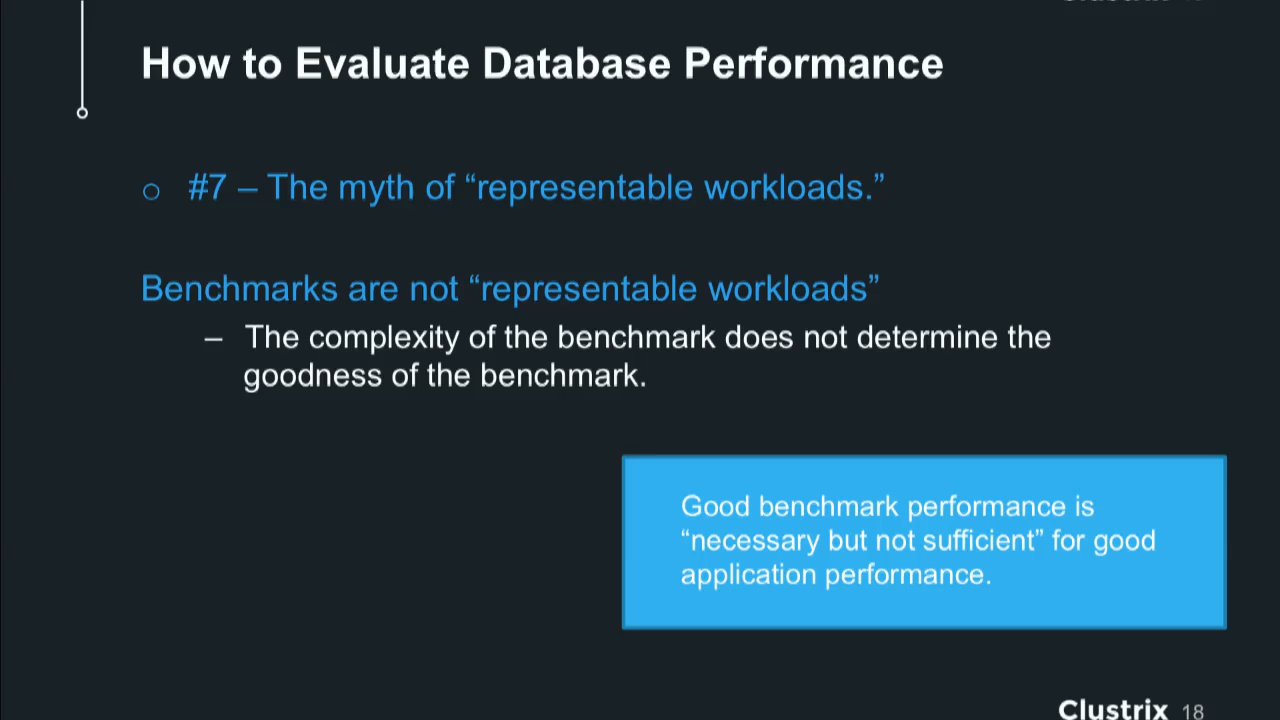 How to Evaluate Database Performance
#7 – The myth of “representable workloads.”
Benchmarks are not “representable workloads”
– The complexity of the benchmark does not determine the
goodness of the benchmark.
Good benchmark performance is
“necessary but not sufficient” for good
application performance.
Clustrix 18